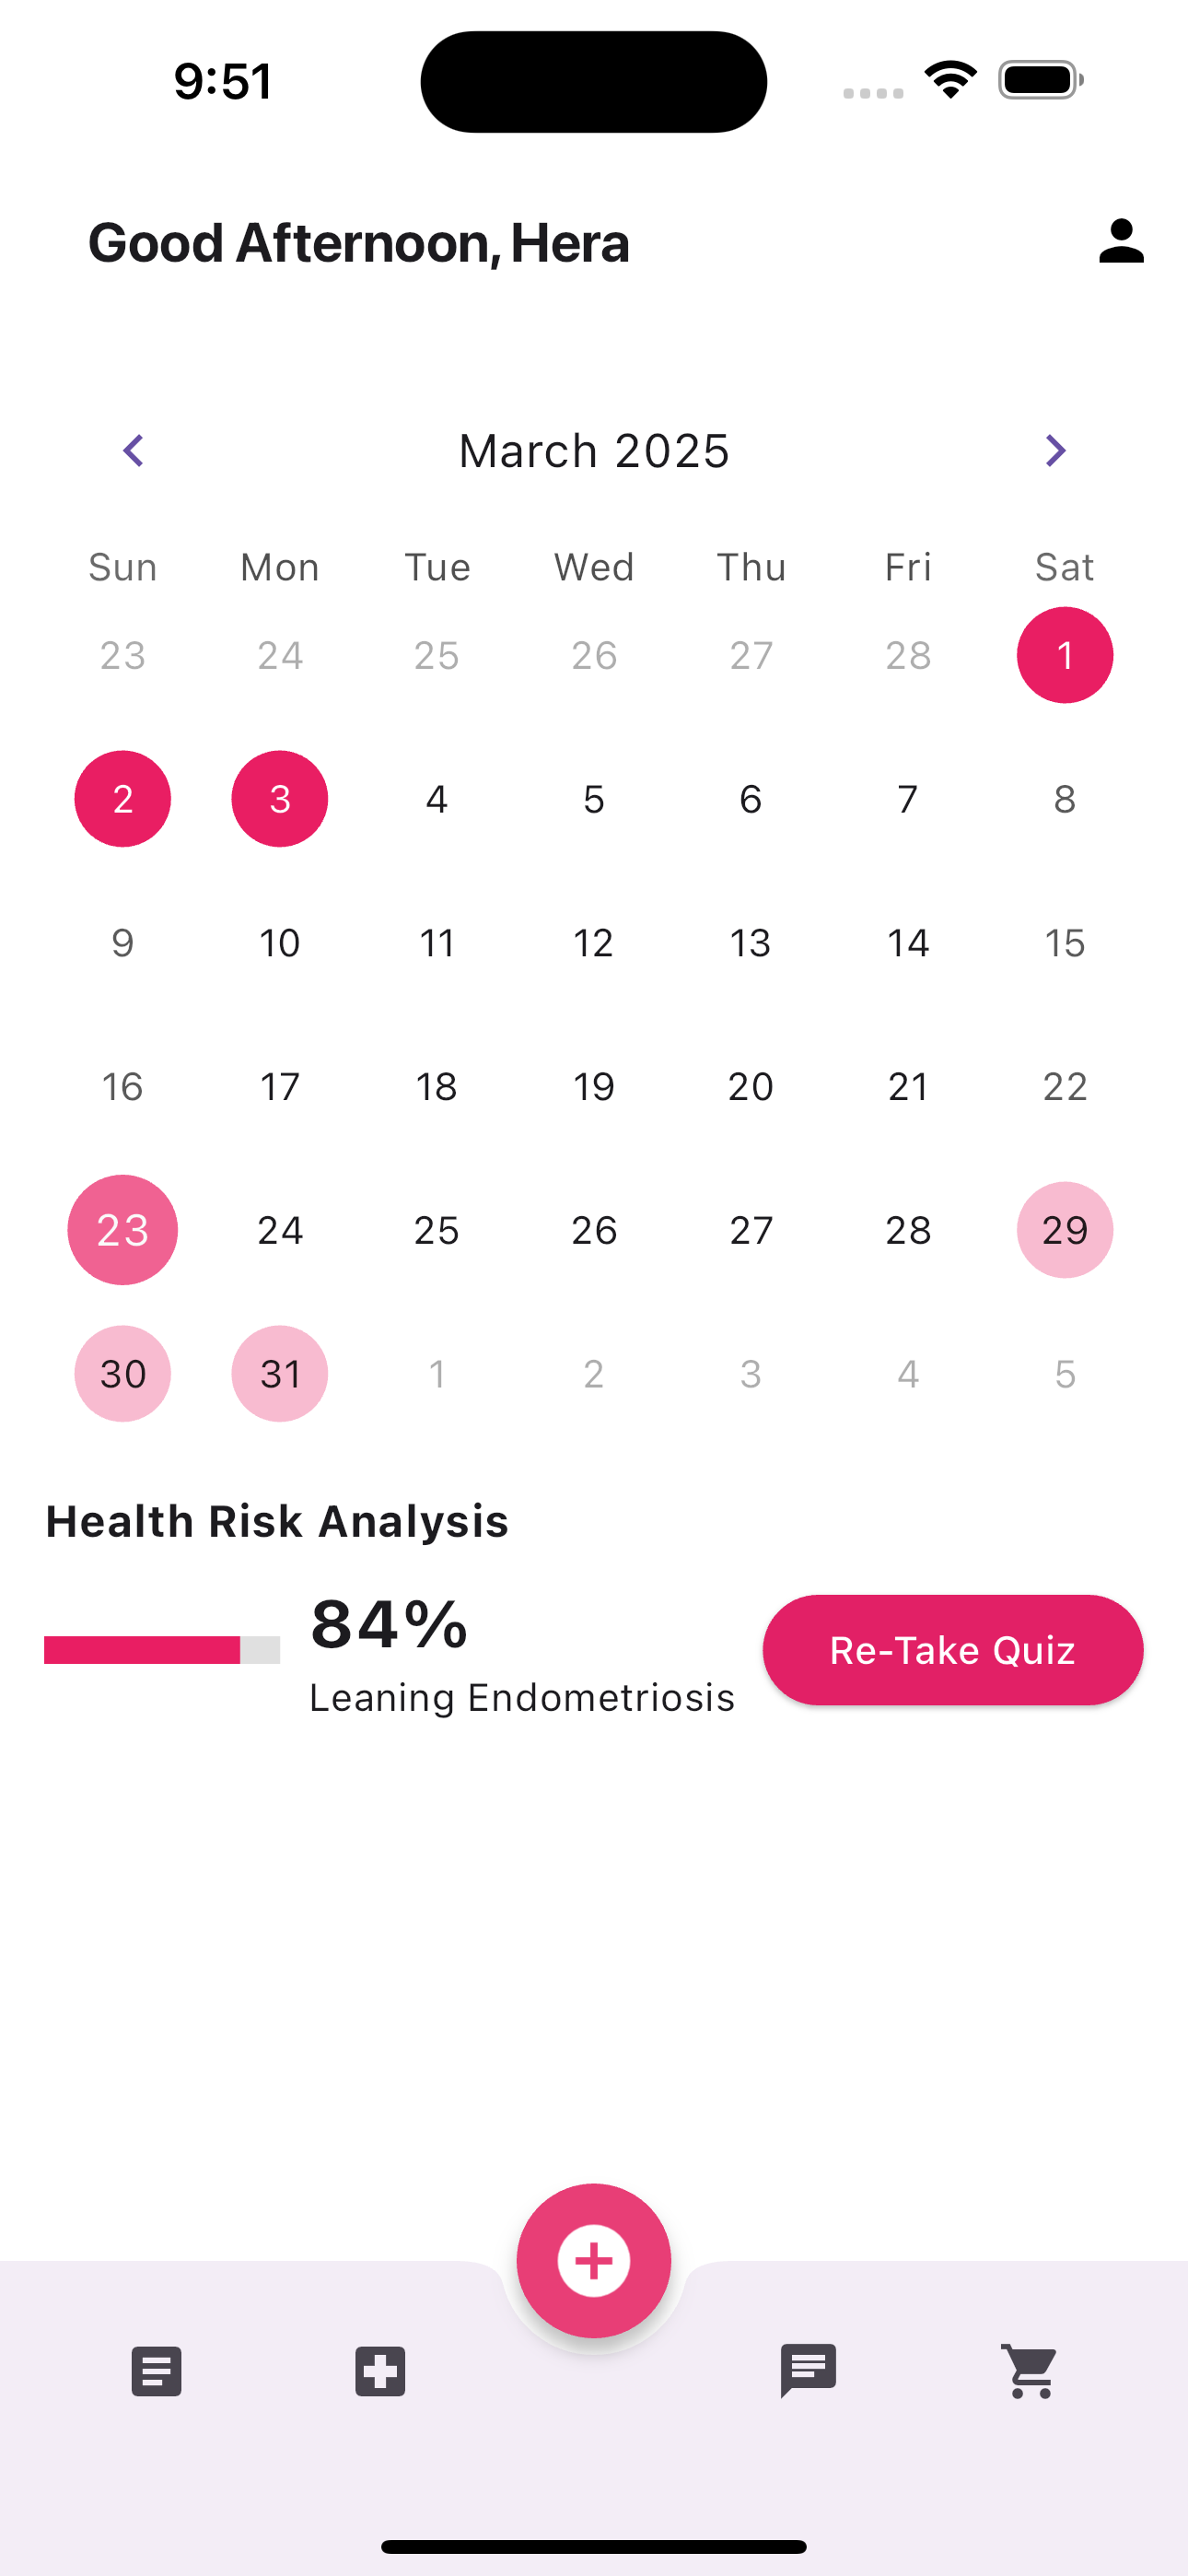 9:51
Good Afternoon, Hera
March 2025
Sun Mon Tue Wed Thu Fri Sat
23 24 25 26 27 28 1
2 3 4 5 6 7 8
9 10 11 12 13 14 15
16 17 18 19 20 21 22
23 24 25 26 27 28 29
30 31 1 2 3 4 5
Health Risk Analysis
84%
Leaning Endometriosis
Re-Take Quiz